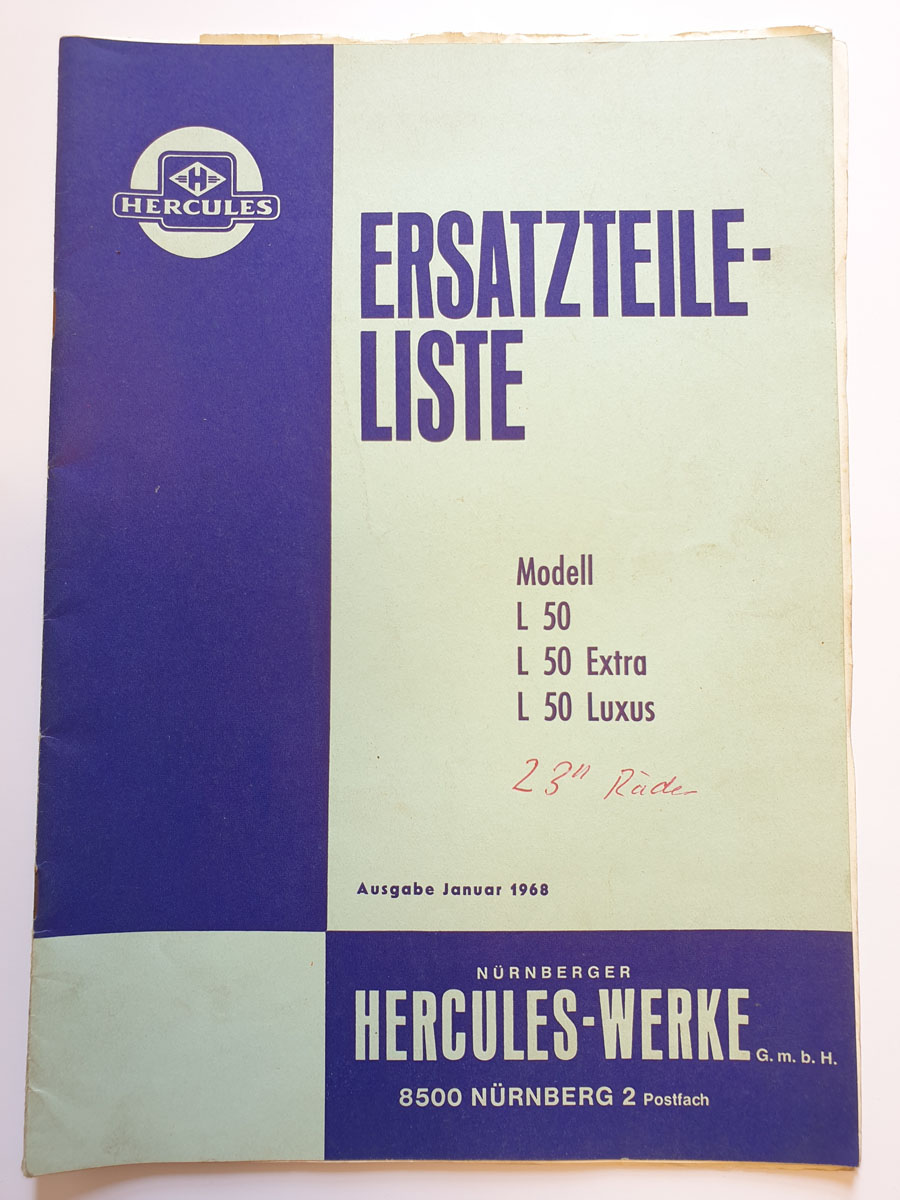 H
HERCULES
ERSATZTEILE-
LISTE
Modell
L 50
L 50 Extra
L 50 Luxus
23" Räder
Ausgabe Januar 1968
NÜRNBERGER
HERCULES-WERKE G. m. b. H.
8500 NÜRNBERG 2 Postfach